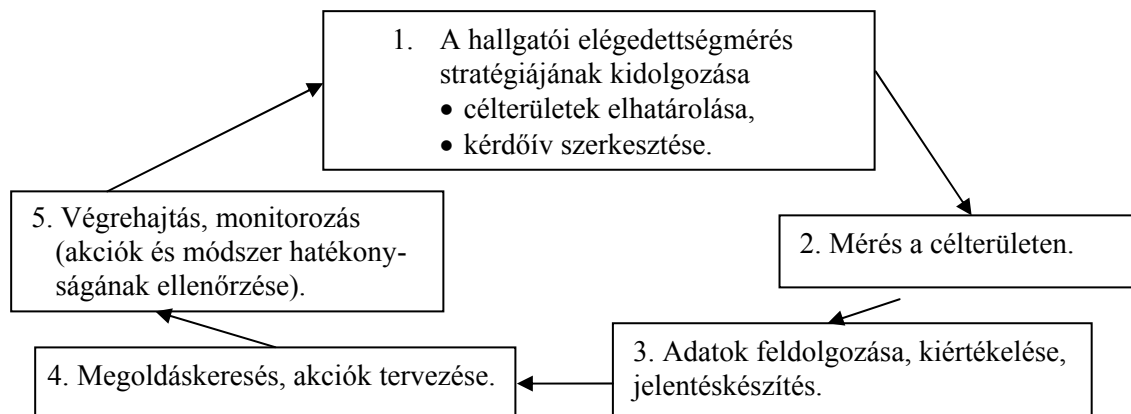 1. A hallgatói elégedettségmérés
stratégiájának kidolgozása
• célterületek elhatárolása,
• kérdőív szerkesztése.
2. Mérés a célterületen.
3. Adatok feldolgozása, kiértékelése,
jelentéskészítés.
4. Megoldáskeresés, akciók tervezése.
5. Végrehajtás, monitorozás
(akciók és módszer hatékony-
ságának ellenőrzése).